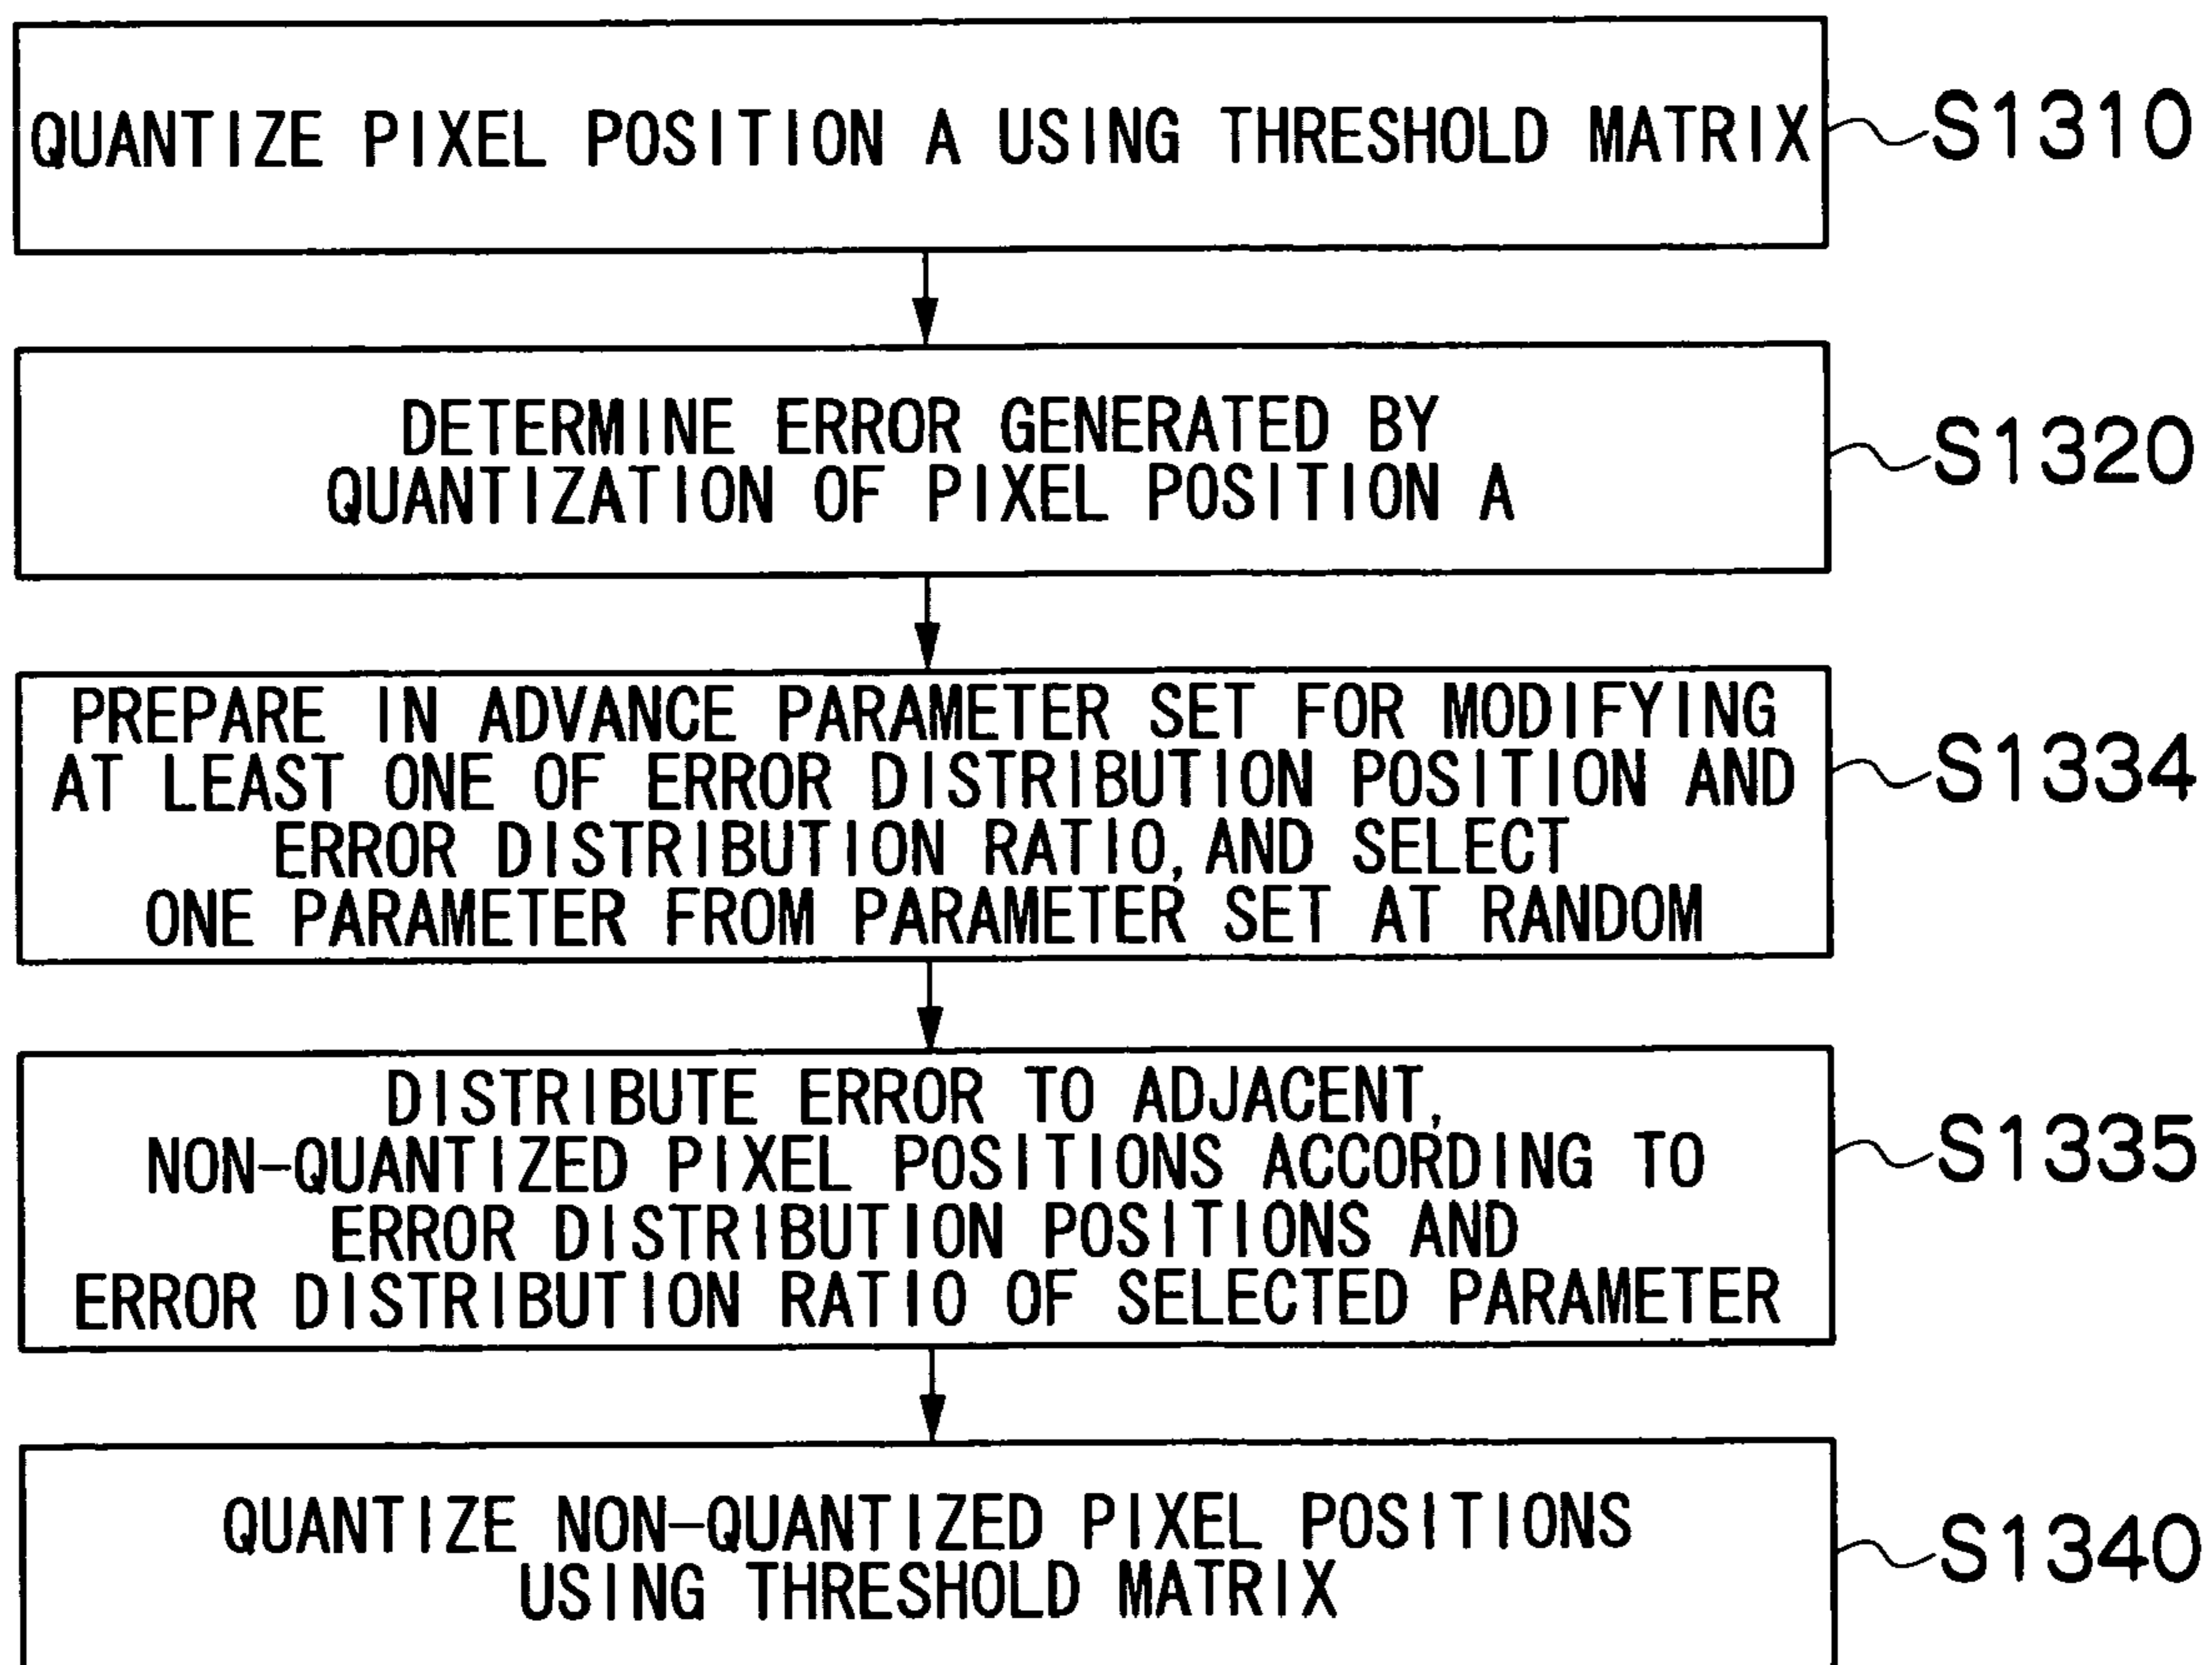 QUANTIZE PIXEL POSITION A USING THRESHOLD MATRIX
S1310
DETERMINE ERROR GENERATED BY
QUANTIZATION OF PIXEL POSITION A
S1320
PREPARE IN ADVANCE PARAMETER SET FOR MODIFYING
AT LEAST ONE OF ERROR DISTRIBUTION POSITION AND
ERROR DISTRIBUTION RATIO, AND SELECT
ONE PARAMETER FROM PARAMETER SET AT RANDOM
S1334
DISTRIBUTE ERROR TO ADJACENT,
NON-QUANTIZED PIXEL POSITIONS ACCORDING TO
ERROR DISTRIBUTION POSITIONS AND
ERROR DISTRIBUTION RATIO OF SELECTED PARAMETER
S1335
QUANTIZE NON-QUANTIZED PIXEL POSITIONS
USING THRESHOLD MATRIX
S1340